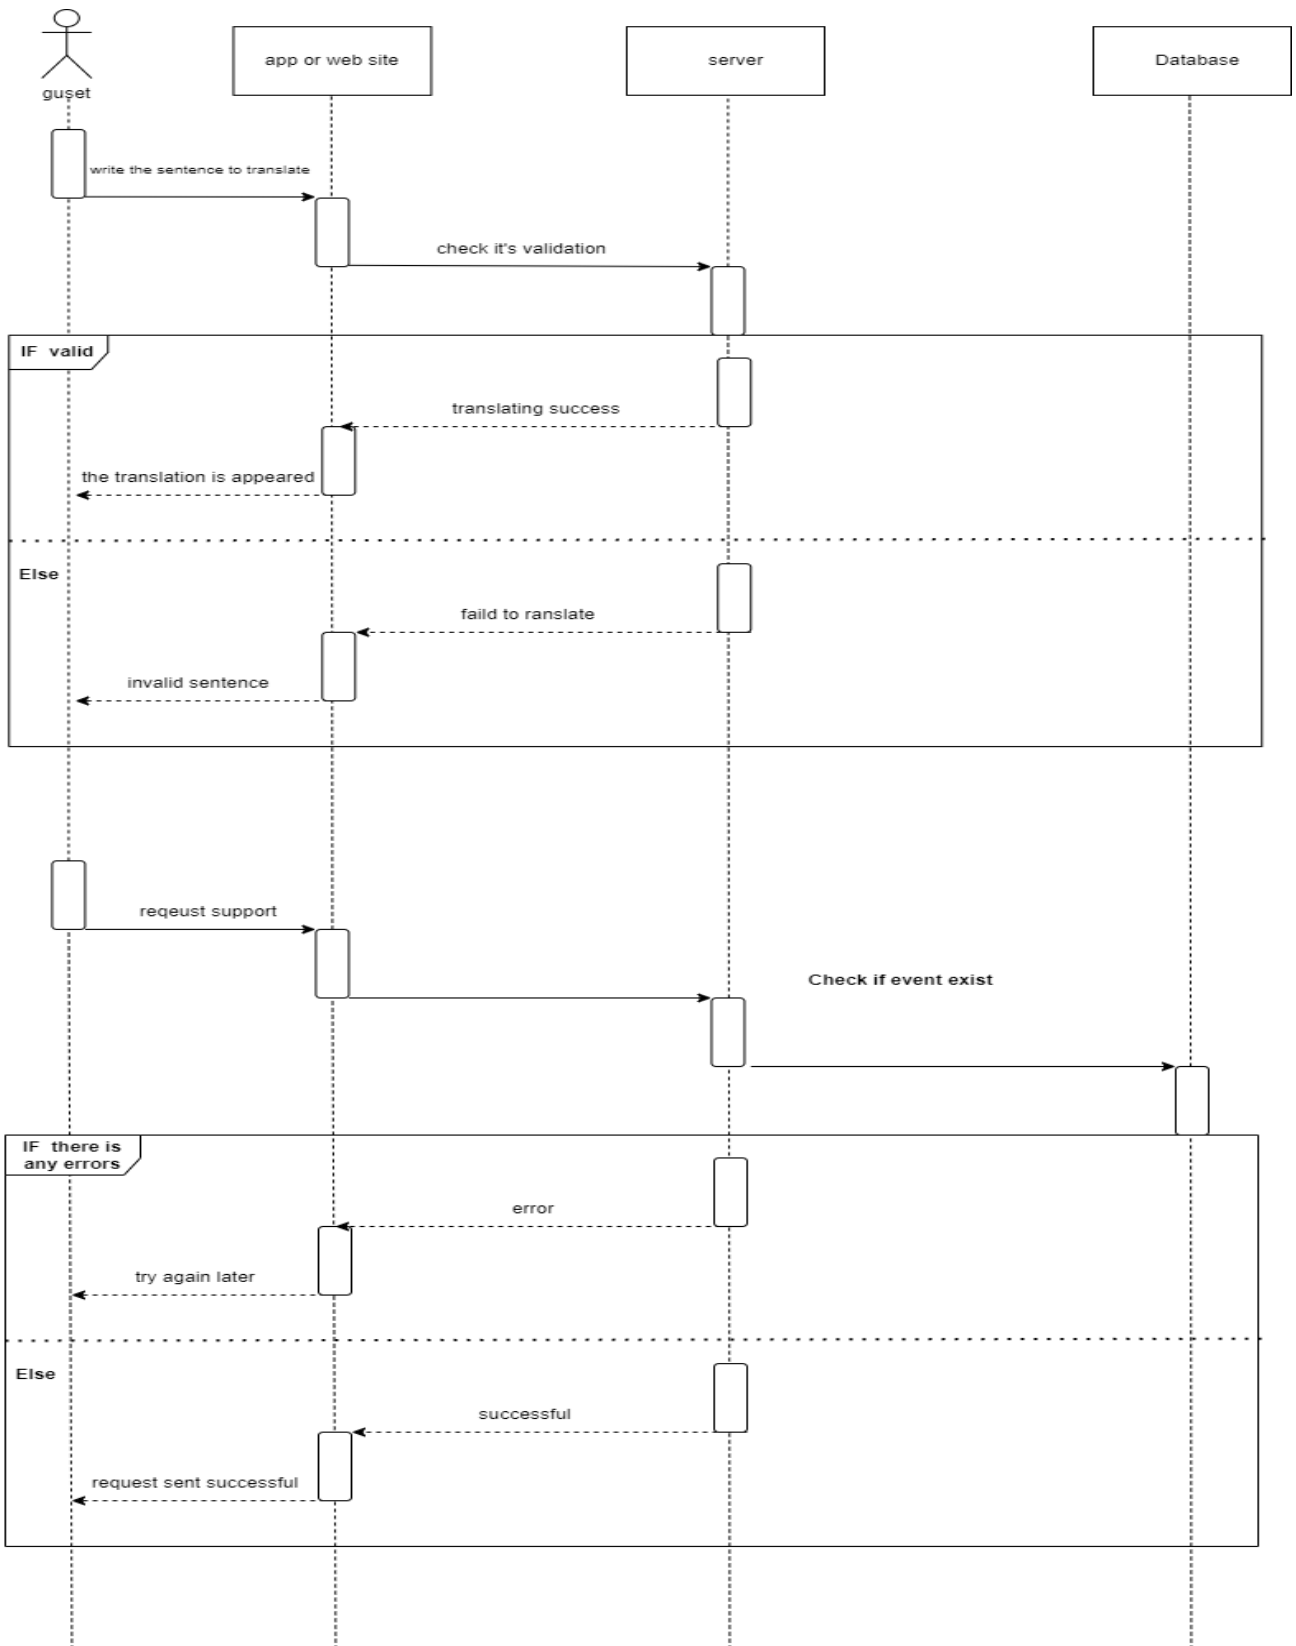 guset
app or web site
server
Database
write the sentence to translate
check it's validation
IF valid
translating success
the translation is appeared
Else
faild to ranslate
invalid sentence
reqeust support
Check if event exist
IF there is
any errors
error
try again later
Else
successful
request sent successful